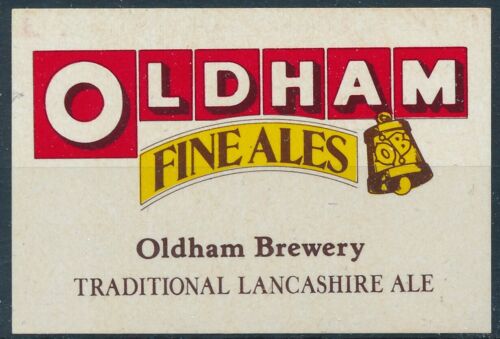 OLDHAM
FINE ALES
OB
Oldham Brewery
TRADITIONAL LANCASHIRE ALE